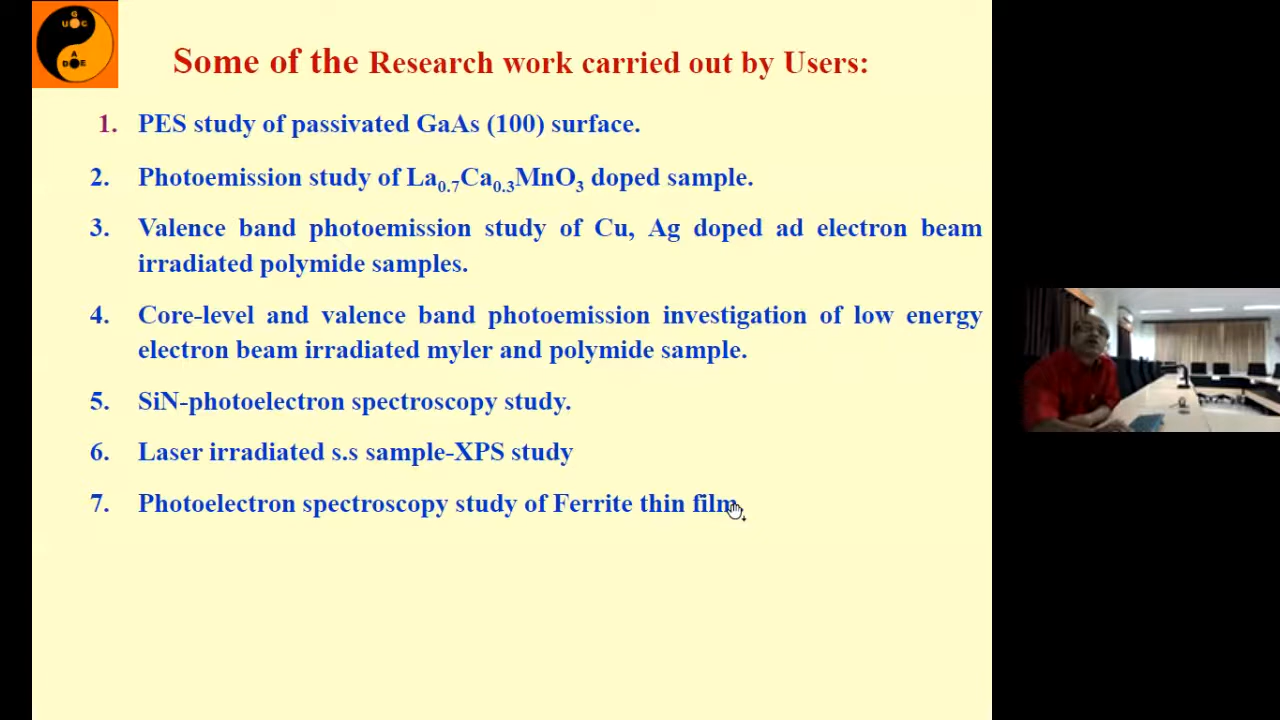 G
U G C
A
D E
Some of the Research work carried out by Users:
1. PES study of passivated GaAs (100) surface.
2. Photoemission study of La0.7Ca0.3MnO3 doped sample.
3. Valence band photoemission study of Cu, Ag doped ad electron beam
irradiated polymide samples.
4. Core-level and valence band photoemission investigation of low energy
electron beam irradiated myler and polymide sample.
5. SiN-photoelectron spectroscopy study.
6. Laser irradiated s.s sample-XPS study
7. Photoelectron spectroscopy study of Ferrite thin film.